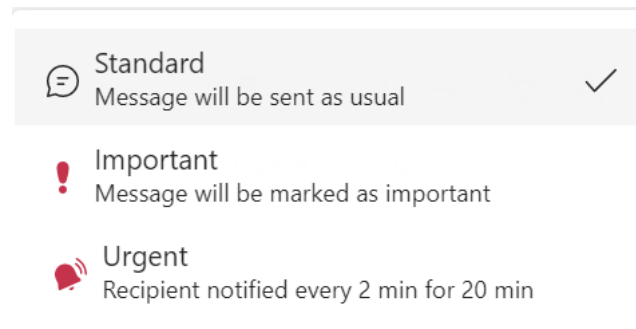 Standard
Message will be sent as usual
Important
Message will be marked as important
Urgent
Recipient notified every 2 min for 20 min